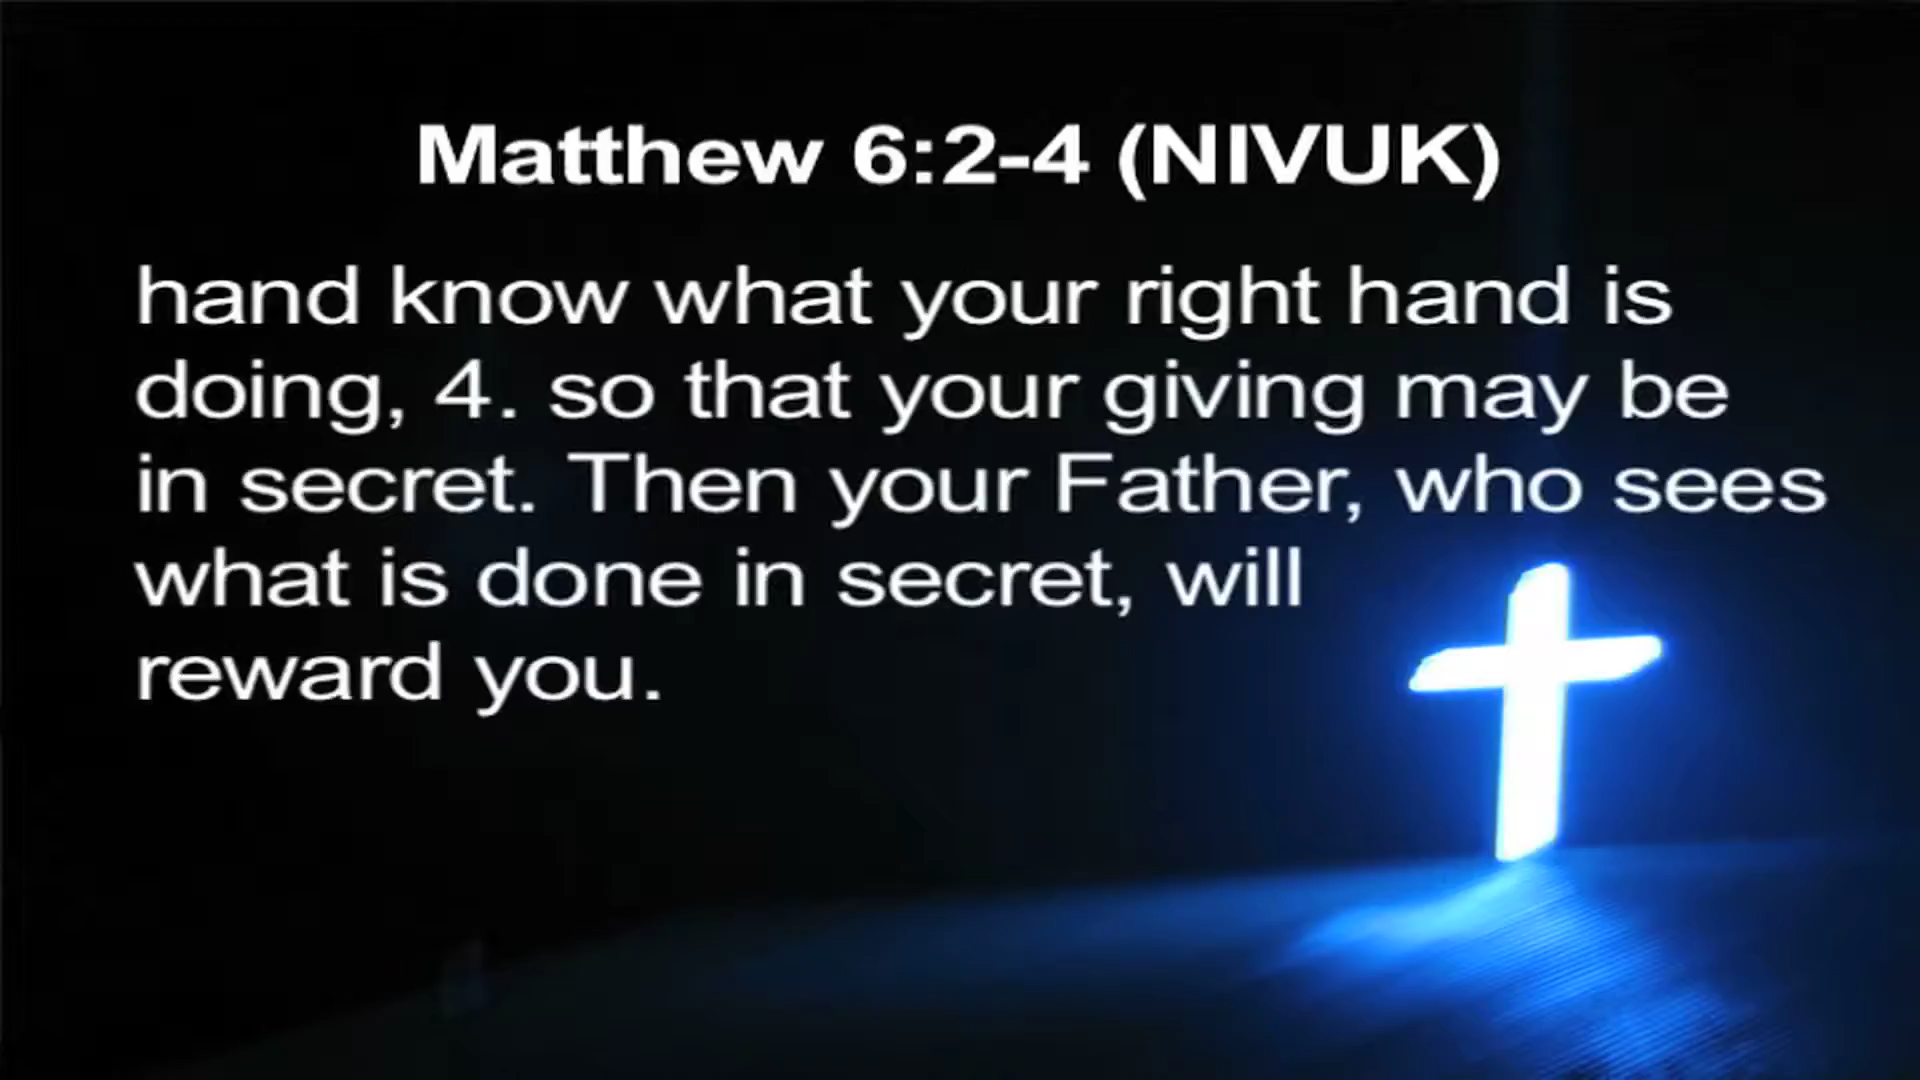 Matthew 6:2-4 (NIVUK)
hand know what your right hand is
doing, 4. so that your giving may be
in secret. Then your Father, who sees
what is done in secret, will
reward you.